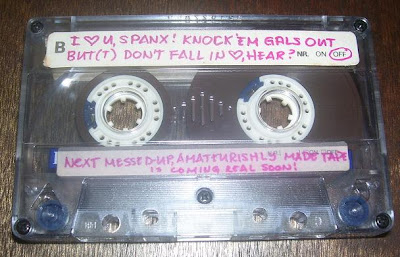 B I ♡ U, SPANX! KNOCK 'EM GALS OUT
BUT(T) DON'T FALL IN ♡, HEAR? NR. ON OFF
NEXT MESSED-UP, AMATTURISHLY MADE TAPE
IS COMING REAL SOON!